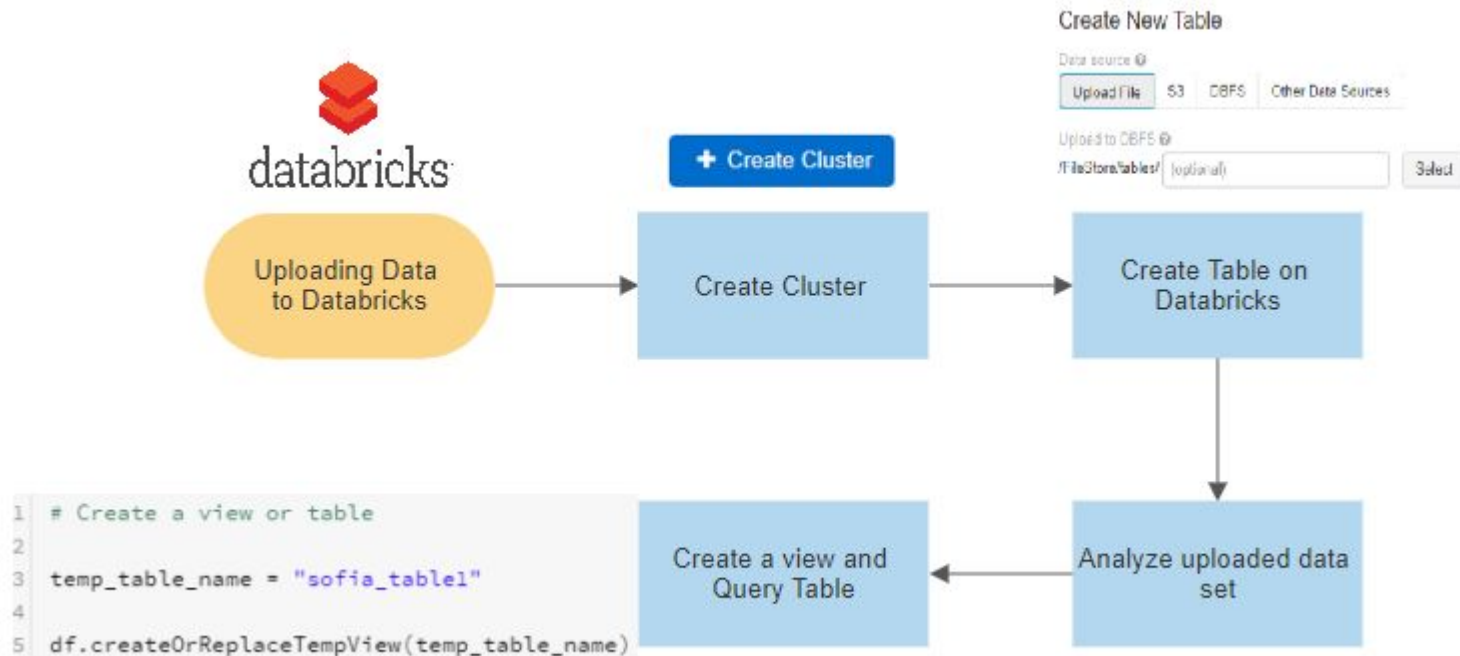 Create New Table
Data source
Upload File S3 DBFS Other Data Sources
Upload to DBFS
/FileStore/tables/ (optional) Select
databricks
+ Create Cluster
Uploading Data
to Databricks
Create Cluster
Create Table on
Databricks
1 # Create a view or table
2
3 temp_table_name = "sofia_table1"
4
5 df.createOrReplaceTempView(temp_table_name)
Create a view and
Query Table
Analyze uploaded data
set